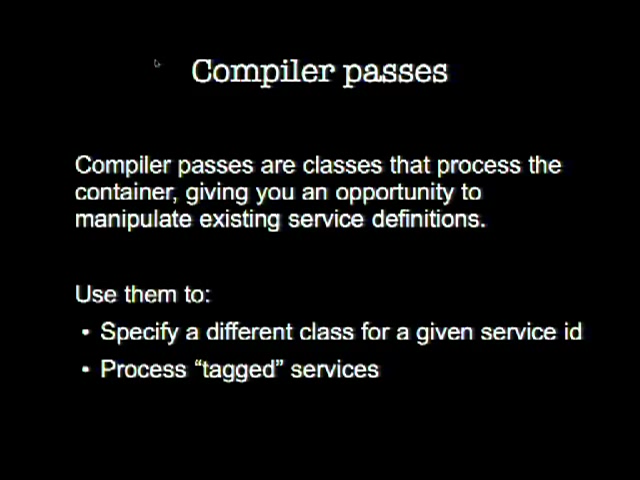 Compiler passes
Compiler passes are classes that process the
container, giving you an opportunity to
manipulate existing service definitions.
Use them to:
• Specify a different class for a given service id
• Process “tagged” services